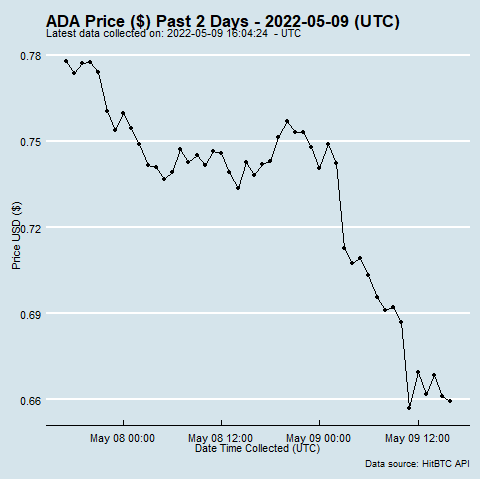 ADA Price ($) Past 2 Days - 2022-05-09 (UTC)
Latest data collected on: 2022-05-09 16:04:24 - UTC
0.78
0.75
0.72
0.69
0.66
Price USD ($)
May 08 00:00 May 08 12:00 May 09 00:00 May 09 12:00
Date Time Collected (UTC)
Data source: HitBTC API